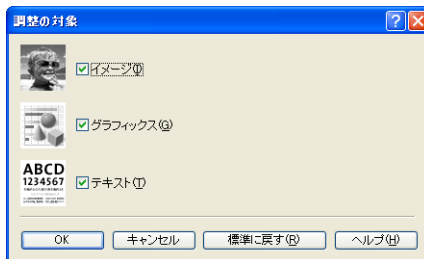 調整の対象
イメージ(I)
グラフィックス(G)
ABCD
1234567
テキスト(T)
OK
キャンセル
標準に戻す(R)
ヘルプ(H)